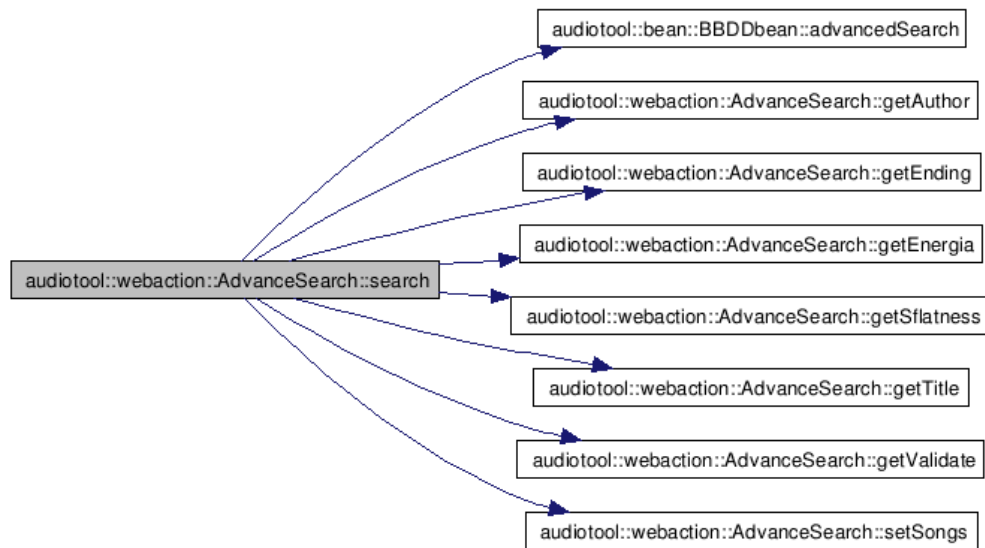 audiotool::bean::BBDDbean::advancedSearch
audiotool::webaction::AdvanceSearch::getAuthor
audiotool::webaction::AdvanceSearch::getEnding
audiotool::webaction::AdvanceSearch::getEnergia
audiotool::webaction::AdvanceSearch::search
audiotool::webaction::AdvanceSearch::getSflatness
audiotool::webaction::AdvanceSearch::getTitle
audiotool::webaction::AdvanceSearch::getValidate
audiotool::webaction::AdvanceSearch::setSongs